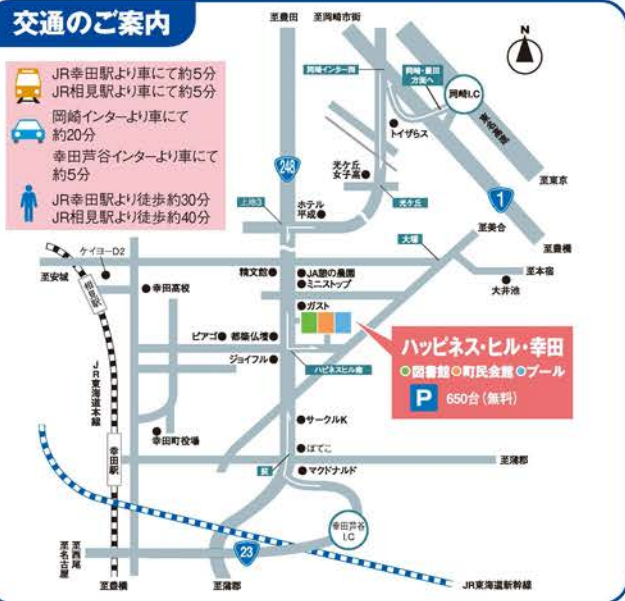 交通のご案内
JR幸田駅より車にて約5分
JR相見駅より車にて約5分
岡崎インターより車にて
約20分
幸田芦谷インターより車にて
約5分
JR幸田駅より徒歩約30分
JR相見駅より徒歩約40分
至豊田
至岡崎市街
N
岡崎インター西
岡崎・豊田
方面へ
岡崎I.C
東名高速
トイザらス
至東京
248
光ケ丘
女子高
1
上地3
ホテル
平成
光ケ丘
至美合
大塚
至豊橋
ケイヨーD2
至安城
精文館
JA憩の農園
ミニストップ
至本宿
大井池
相見駅
幸田高校
ガスト
ピアゴ
都築仏壇
ジョイフル
ハピネスヒル南
ハッピネス・ヒル・幸田
図書館 町民会館 プール
P 650台(無料)
JR東海道本線
サークルK
幸田町役場
ぽてこ
幸田駅
至蒲郡
荻
マクドナルド
幸田芦谷
I.C
至西尾
至名古屋
23
至豊橋
至蒲郡
JR東海道新幹線